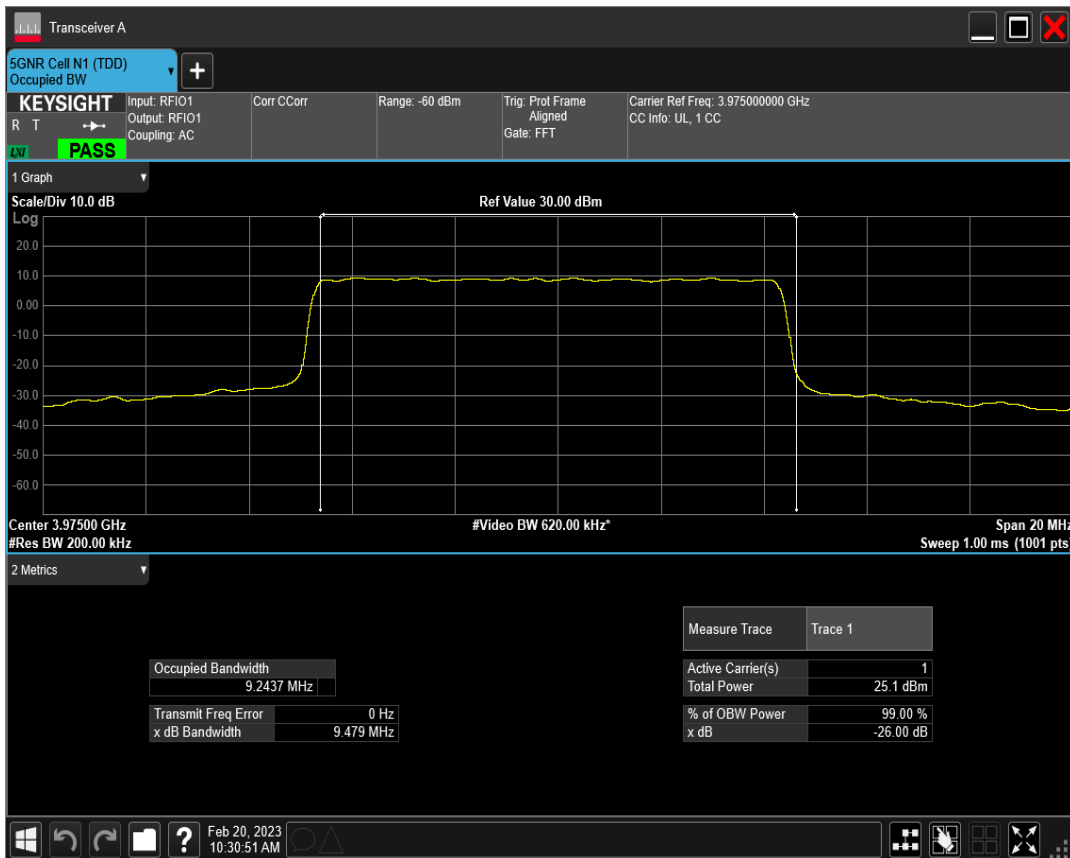 Transceiver A
5GNR Cell N1 (TDD)
Occupied BW
KEYSIGHT
R T
LXI
PASS
Input: RFIO1
Output: RFIO1
Coupling: AC
Corr CCorr
Range: -60 dBm
Trig: Prot Frame
Aligned
Gate: FFT
Carrier Ref Freq: 3.975000000 GHz
CC Info: UL, 1 CC
1 Graph
Scale/Div 10.0 dB
Ref Value 30.00 dBm
Log
20.0
10.0
0.00
-10.0
-20.0
-30.0
-40.0
-50.0
-60.0
Center 3.97500 GHz
#Video BW 620.00 kHz*
Span 20 MHz
#Res BW 200.00 kHz
Sweep 1.00 ms (1001 pts)
2 Metrics
Measure Trace Trace 1
Occupied Bandwidth
9.2437 MHz
Active Carrier(s) 1
Total Power 25.1 dBm
Transmit Freq Error 0 Hz
x dB Bandwidth 9.479 MHz
% of OBW Power 99.00 %
x dB -26.00 dB
?
Feb 20, 2023
10:30:51 AM